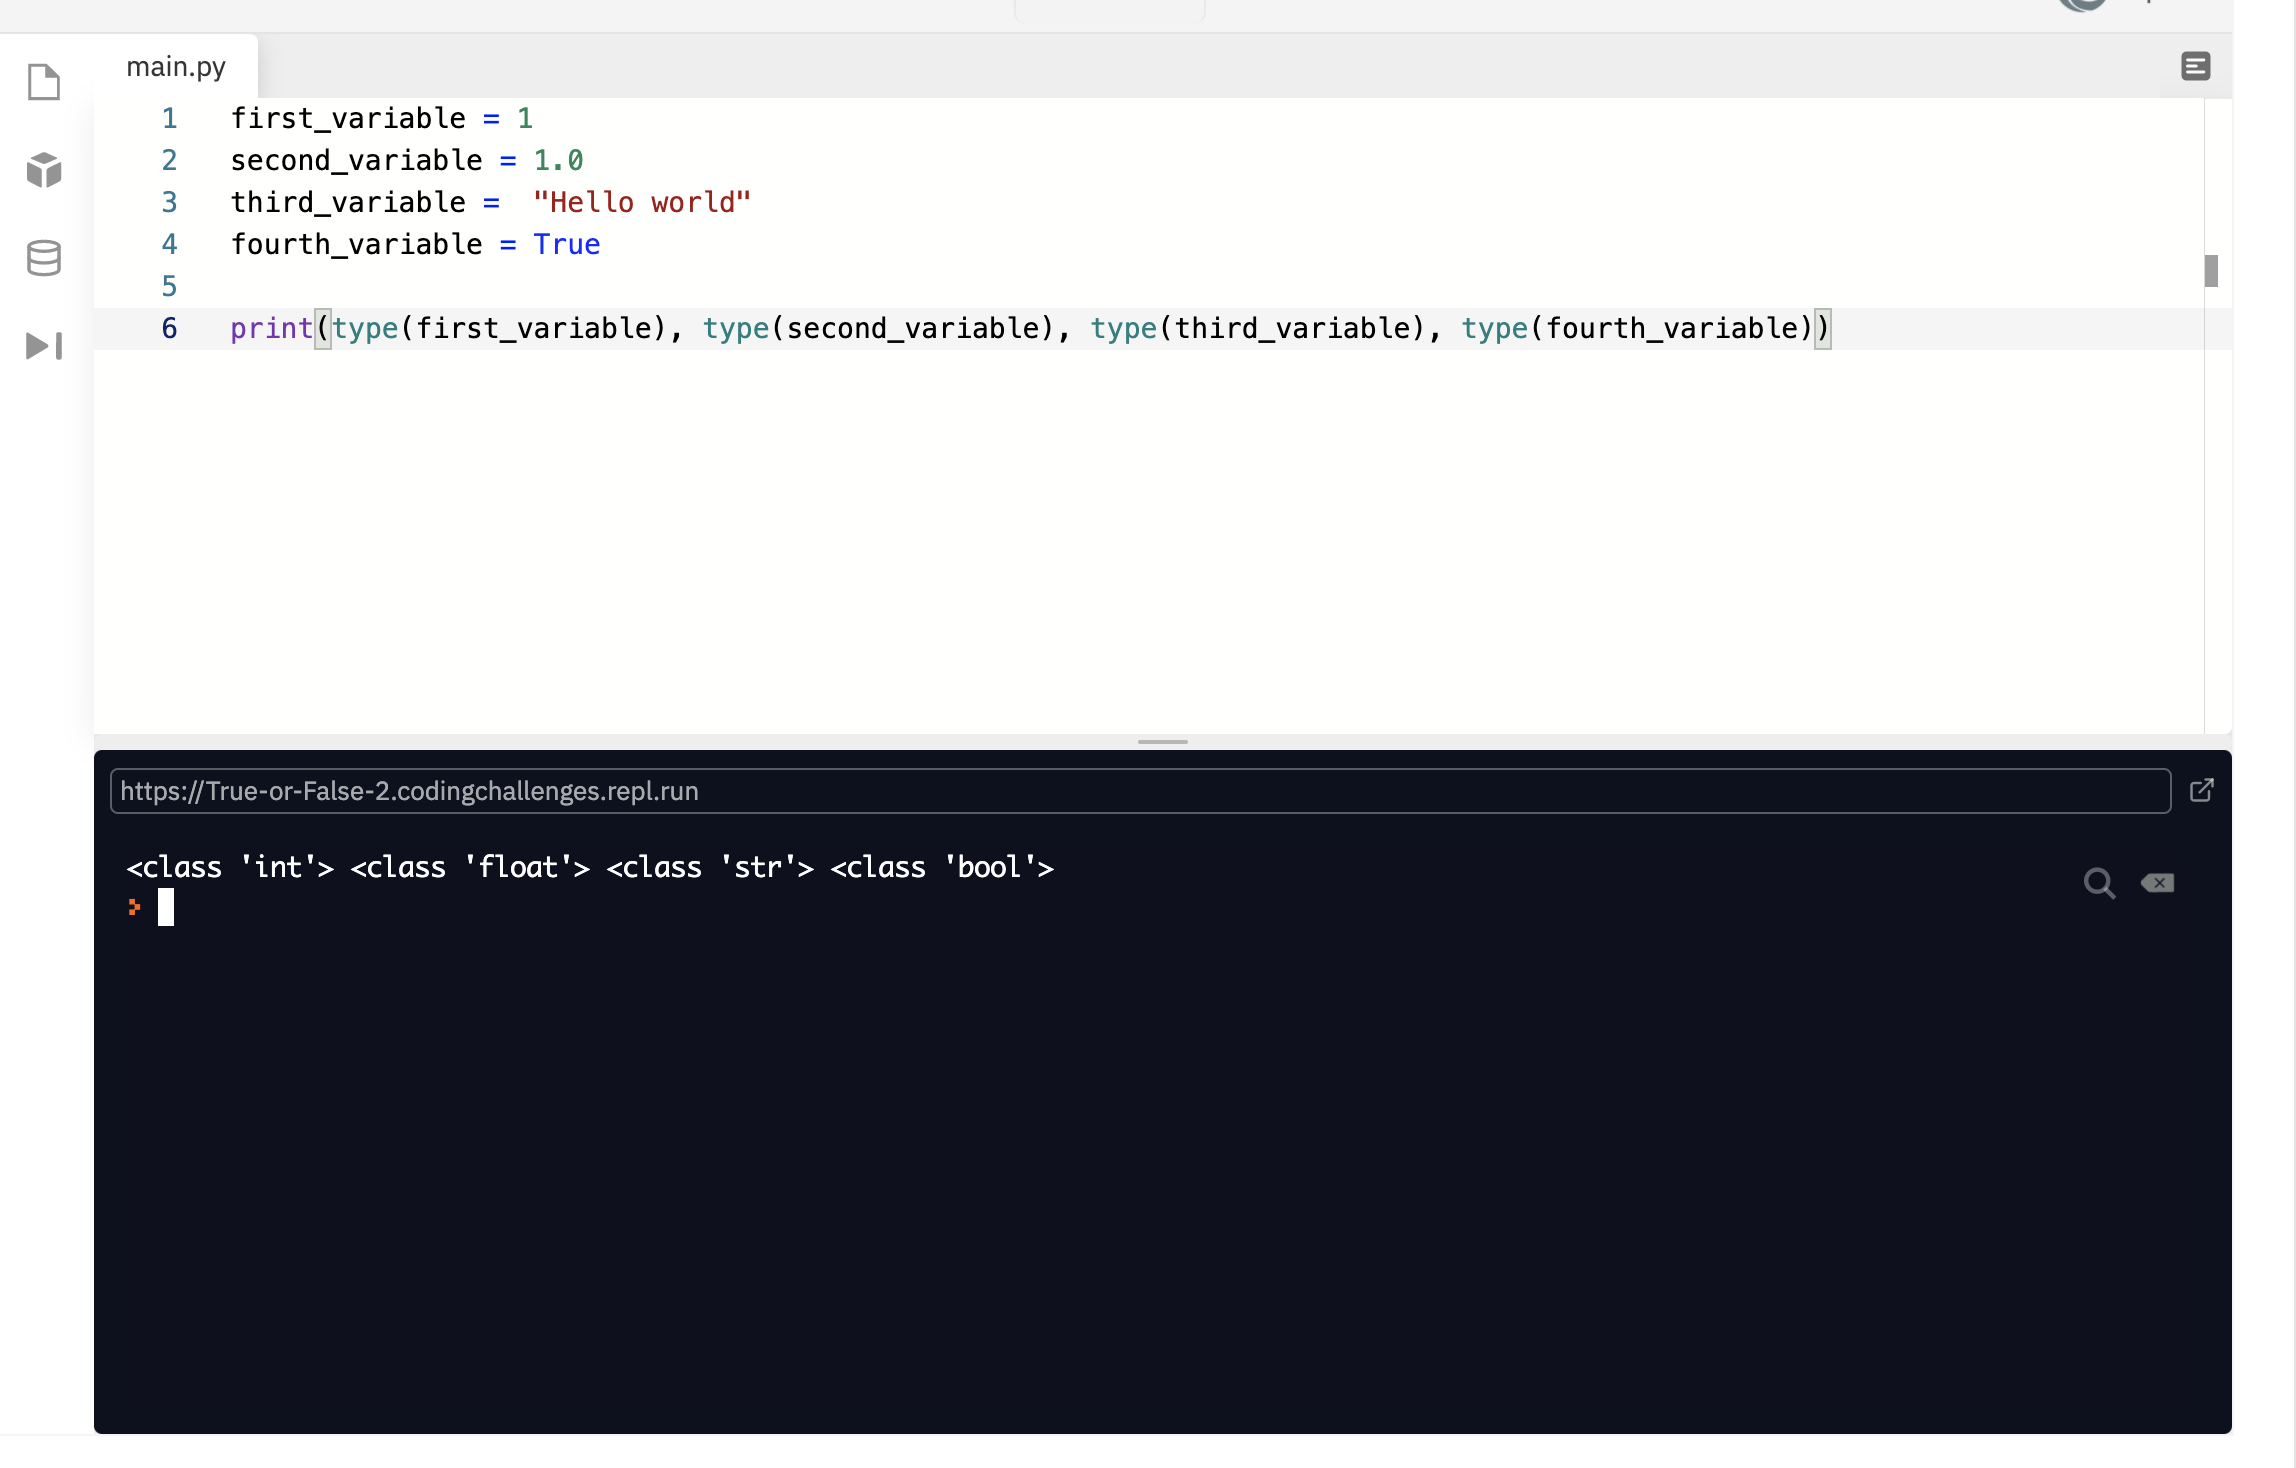 main.py
1 first_variable = 1
2 second_variable = 1.0
3 third_variable =  "Hello world"
4 fourth_variable = True
5
6 print(type(first_variable), type(second_variable), type(third_variable), type(fourth_variable))
https://True-or-False-2.codingchallenges.repl.run
<class 'int'> <class 'float'> <class 'str'> <class 'bool'>